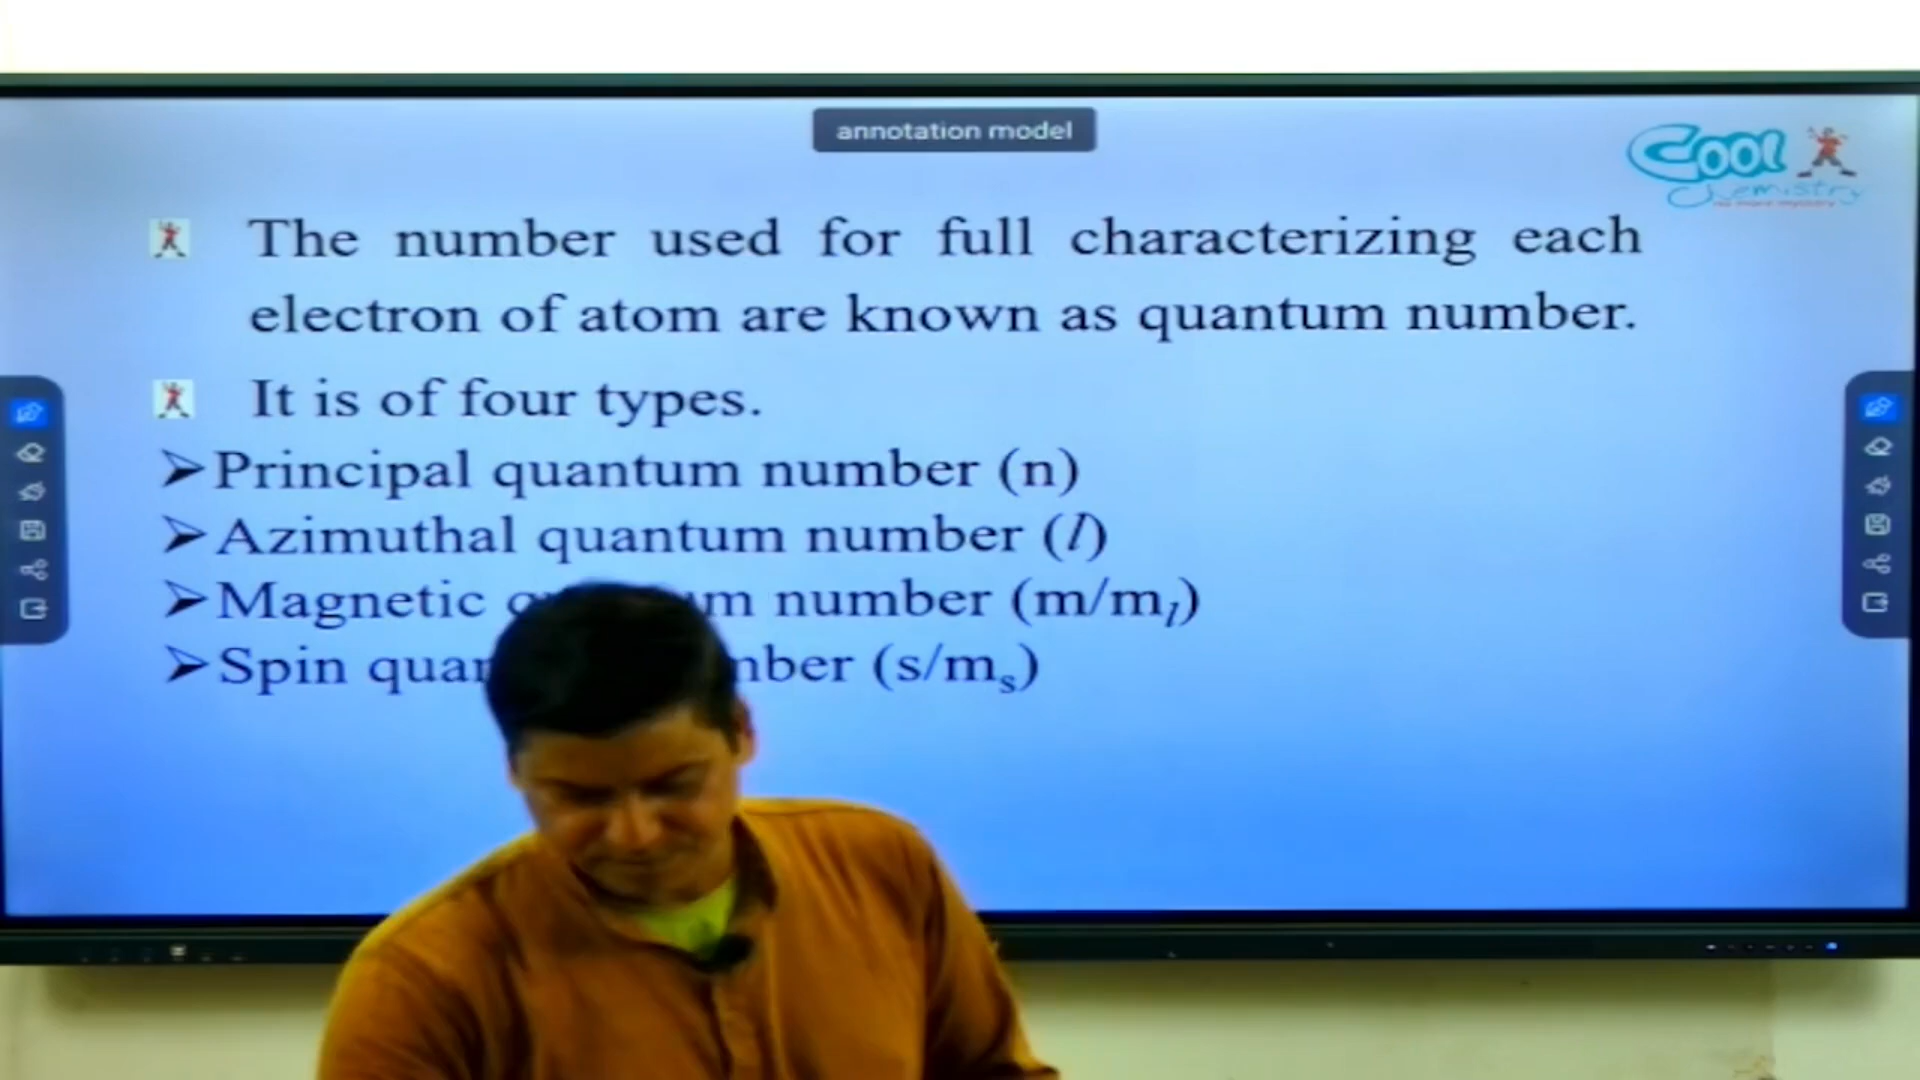 annotation model
Cool
Chemistry
The number used for full characterizing each
electron of atom are known as quantum number.
It is of four types.
➢Principal quantum number (n)
➢Azimuthal quantum number (l)
➢Magnetic number (m/ml)
➢Spin (s/ms)